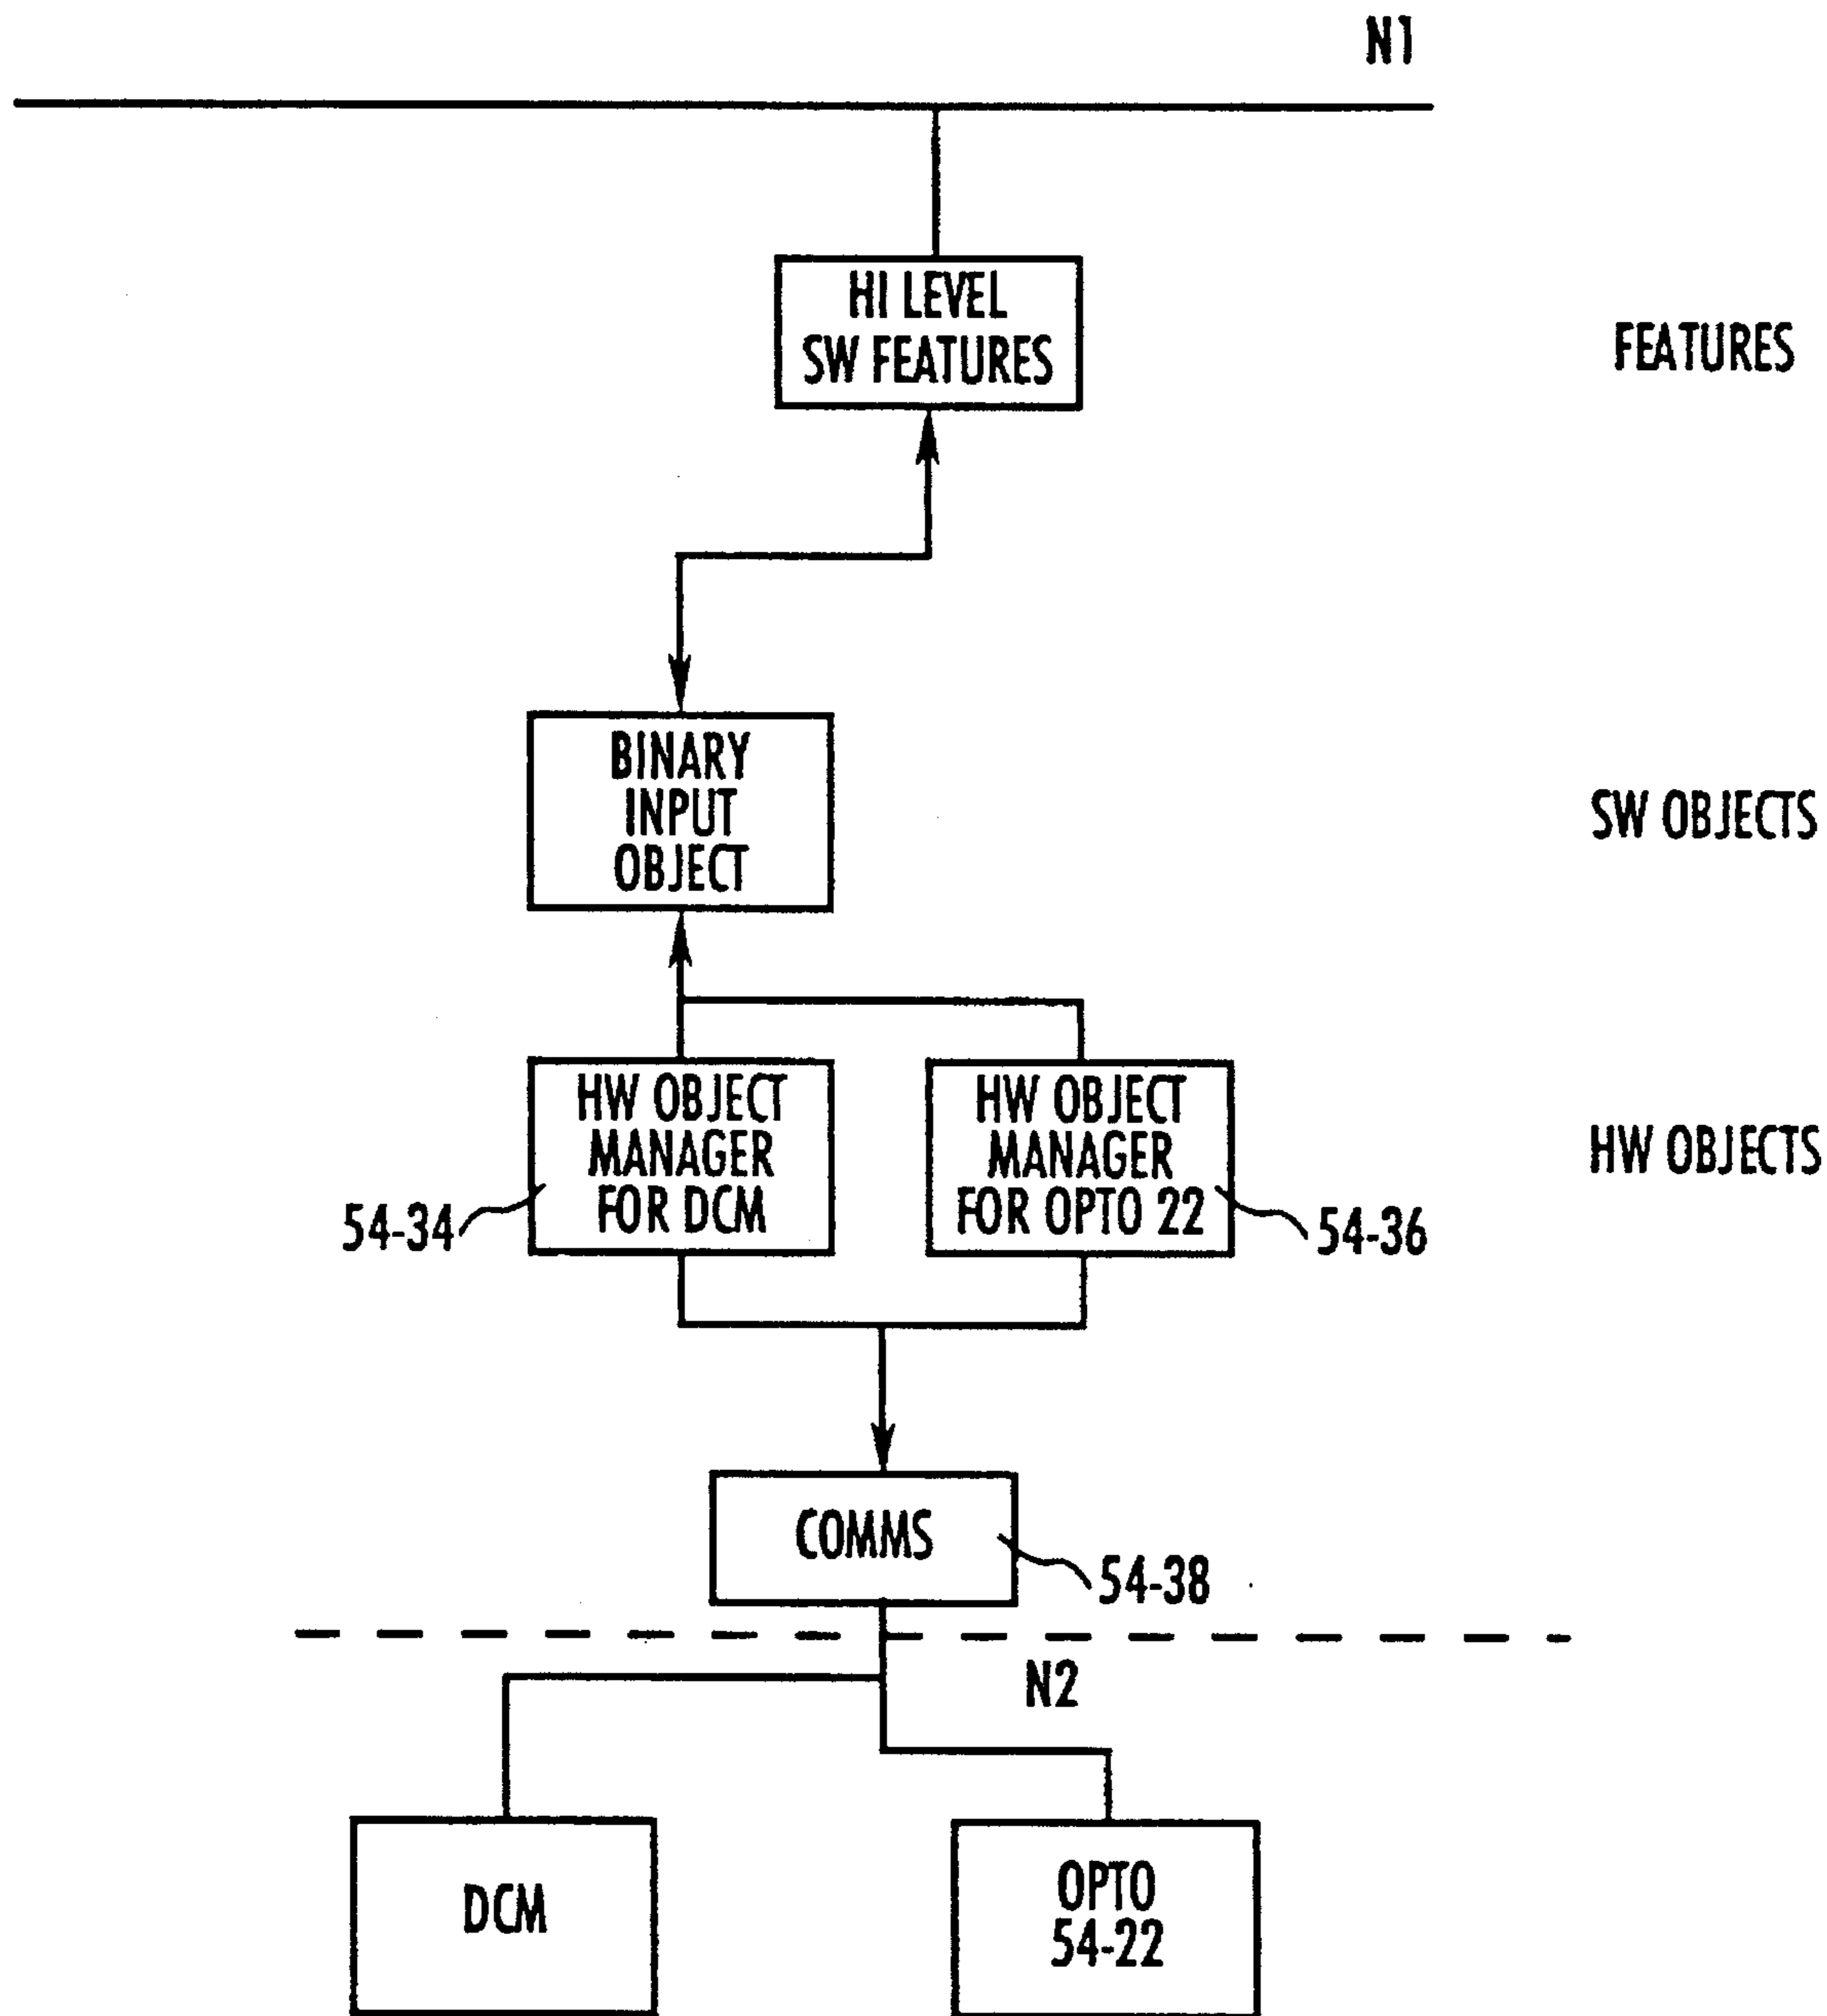 N1
HI LEVEL
SW FEATURES
FEATURES
BINARY
INPUT
OBJECT
SW OBJECTS
HW OBJECT
MANAGER
FOR DCM
HW OBJECT
MANAGER
FOR OPTO 22
HW OBJECTS
54-34
54-36
COMMS
54-38
N2
DCM
OPTO
54-22